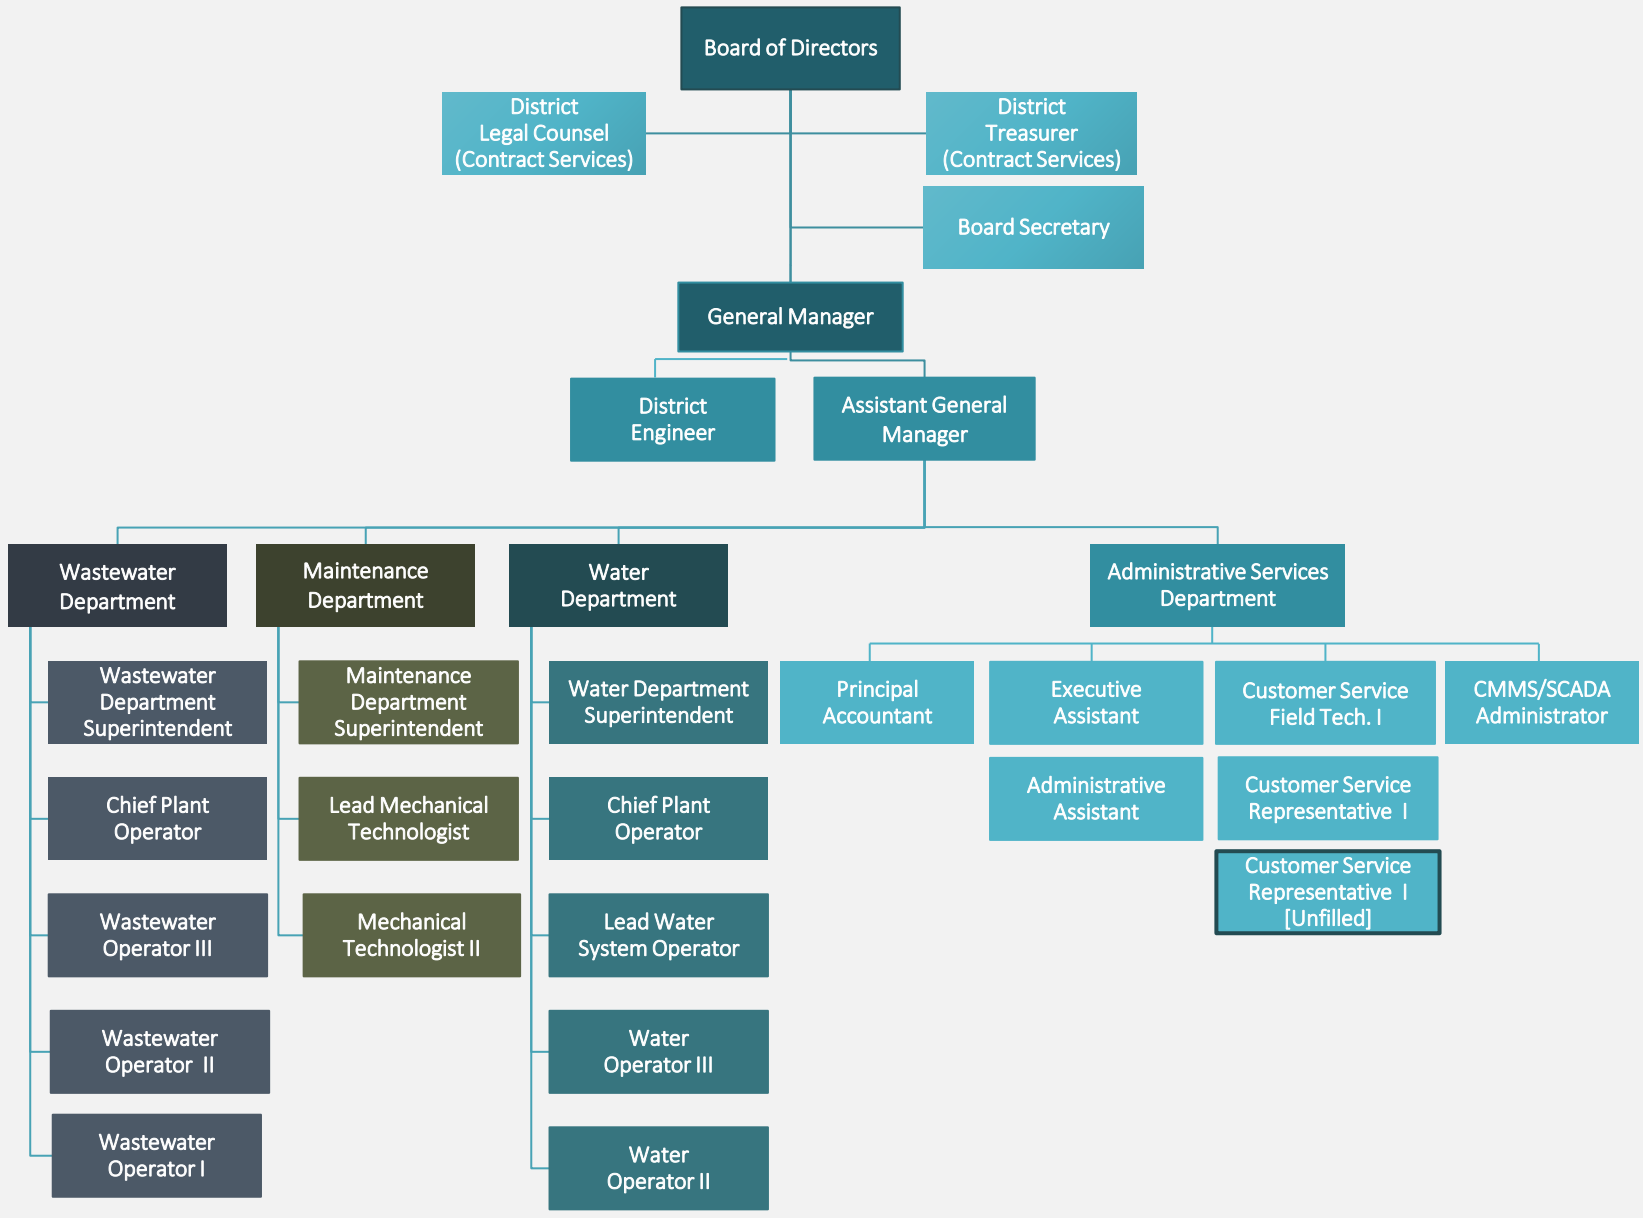 Board of Directors
District
Legal Counsel
(Contract Services)
District
Treasurer
(Contract Services)
Board Secretary
General Manager
District
Engineer
Assistant General
Manager
Wastewater
Department
Maintenance
Department
Water
Department
Administrative Services
Department
Wastewater
Department
Superintendent
Chief Plant
Operator
Wastewater
Operator III
Wastewater
Operator II
Wastewater
Operator I
Maintenance
Department
Superintendent
Lead Mechanical
Technologist
Mechanical
Technologist II
Water Department
Superintendent
Chief Plant
Operator
Lead Water
System Operator
Water
Operator III
Water
Operator II
Principal
Accountant
Executive
Assistant
Administrative
Assistant
Customer Service
Field Tech. I
Customer Service
Representative I
Customer Service
Representative I
[Unfilled]
CMMS/SCADA
Administrator